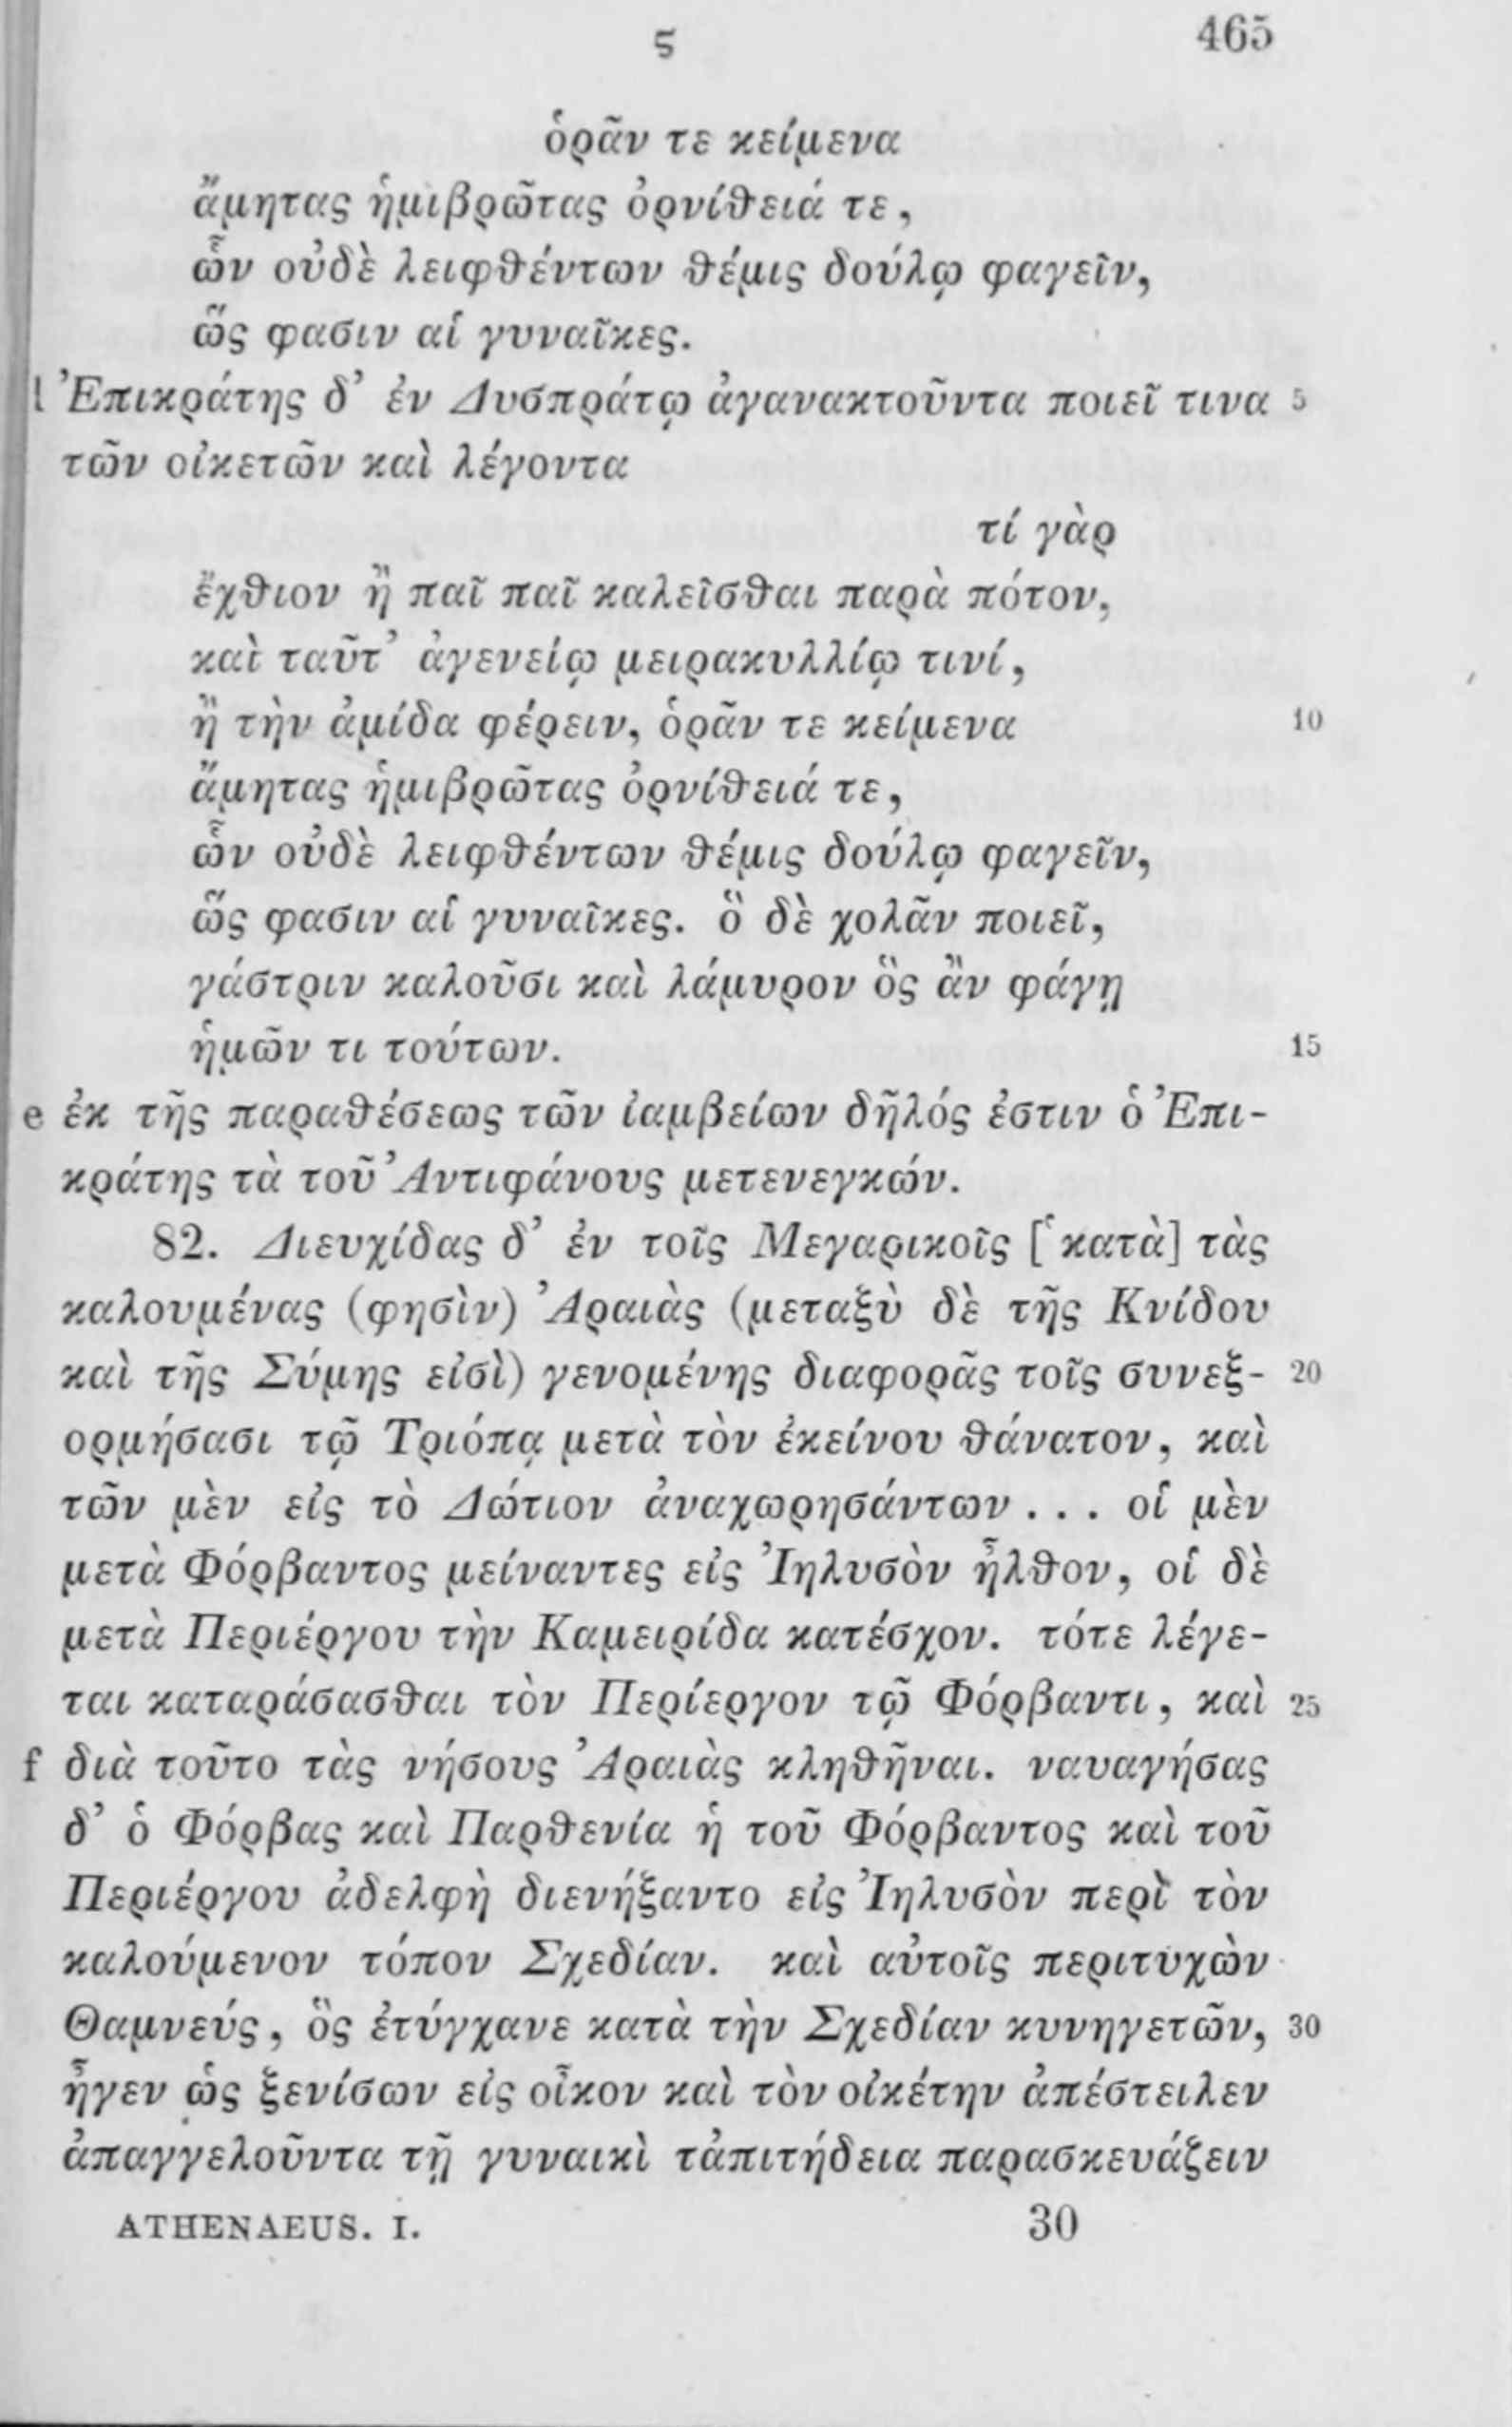 ϛ 465
ὁρᾶν τε κείμενα
ἄμητας ἡμιβρῶτας ὀρνίθειά τε,
ὧν οὐδὲ λειφθέντων θέμις δούλῳ φαγεῖν,
ὥς φασιν αἱ γυναῖκες.
Ἐπικράτης δ’ ἐν Δυσπράτῳ ἀγανακτοῦντα ποιεῖ τινα 5
τῶν οἰκετῶν καὶ λέγοντα
τί γὰρ
ἔχθιον ἢ παῖ παῖ καλεῖσθαι παρὰ πότον,
καὶ ταῦτ’ ἀγενείῳ μειρακυλλίῳ τινί,
ἢ τὴν ἀμίδα φέρειν, ὁρᾶν τε κείμενα 10
ἄμητας ἡμιβρῶτας ὀρνίθειά τε,
ὧν οὐδὲ λειφθέντων θέμις δούλῳ φαγεῖν,
ὥς φασιν αἱ γυναῖκες. ὃ δὲ χολᾶν ποιεῖ,
γάστριν καλοῦσι καὶ λάμυρον ὃς ἂν φάγῃ
ἡμῶν τι τούτων. 15
e ἐκ τῆς παραθέσεως τῶν ἰαμβείων δῆλός ἐστιν ὁ Ἐπι-
κράτης τὰ τοῦ Ἀντιφάνους μετενεγκών.
82. Διευχίδας δ’ ἐν τοῖς Μεγαρικοῖς [‘κατὰ] τὰς
καλουμένας (φησὶν) Ἀραιὰς (μεταξὺ δὲ τῆς Κνίδου
καὶ τῆς Σύμης εἰσὶ) γενομένης διαφορᾶς τοῖς συνεξ- 20
ορμήσασι τῷ Τριόπᾳ μετὰ τὸν ἐκείνου θάνατον, καὶ
τῶν μὲν εἰς τὸ Δώτιον ἀναχωρησάντων . . . οἱ μὲν
μετὰ Φόρβαντος μείναντες εἰς Ἰηλυσὸν ἦλθον, οἱ δὲ
μετὰ Περιέργου τὴν Καμειρίδα κατέσχον. τότε λέγε-
ται καταράσασθαι τὸν Περίεργον τῷ Φόρβαντι, καὶ 25
f διὰ τοῦτο τὰς νήσους Ἀραιὰς κληθῆναι. ναυαγήσας
δ’ ὁ Φόρβας καὶ Παρθενία ἡ τοῦ Φόρβαντος καὶ τοῦ
Περιέργου ἀδελφὴ διενήξαντο εἰς Ἰηλυσὸν περὶ τὸν
καλούμενον τόπον Σχεδίαν. καὶ αὐτοῖς περιτυχὼν
Θαμνεύς, ὃς ἐτύγχανε κατὰ τὴν Σχεδίαν κυνηγετῶν, 30
ἦγεν ὡς ξενίσων εἰς οἶκον καὶ τὸν οἰκέτην ἀπέστειλεν
ἀπαγγελοῦντα τῇ γυναικὶ τἀπιτήδεια παρασκευάζειν
ATHENAEUS. I. 30